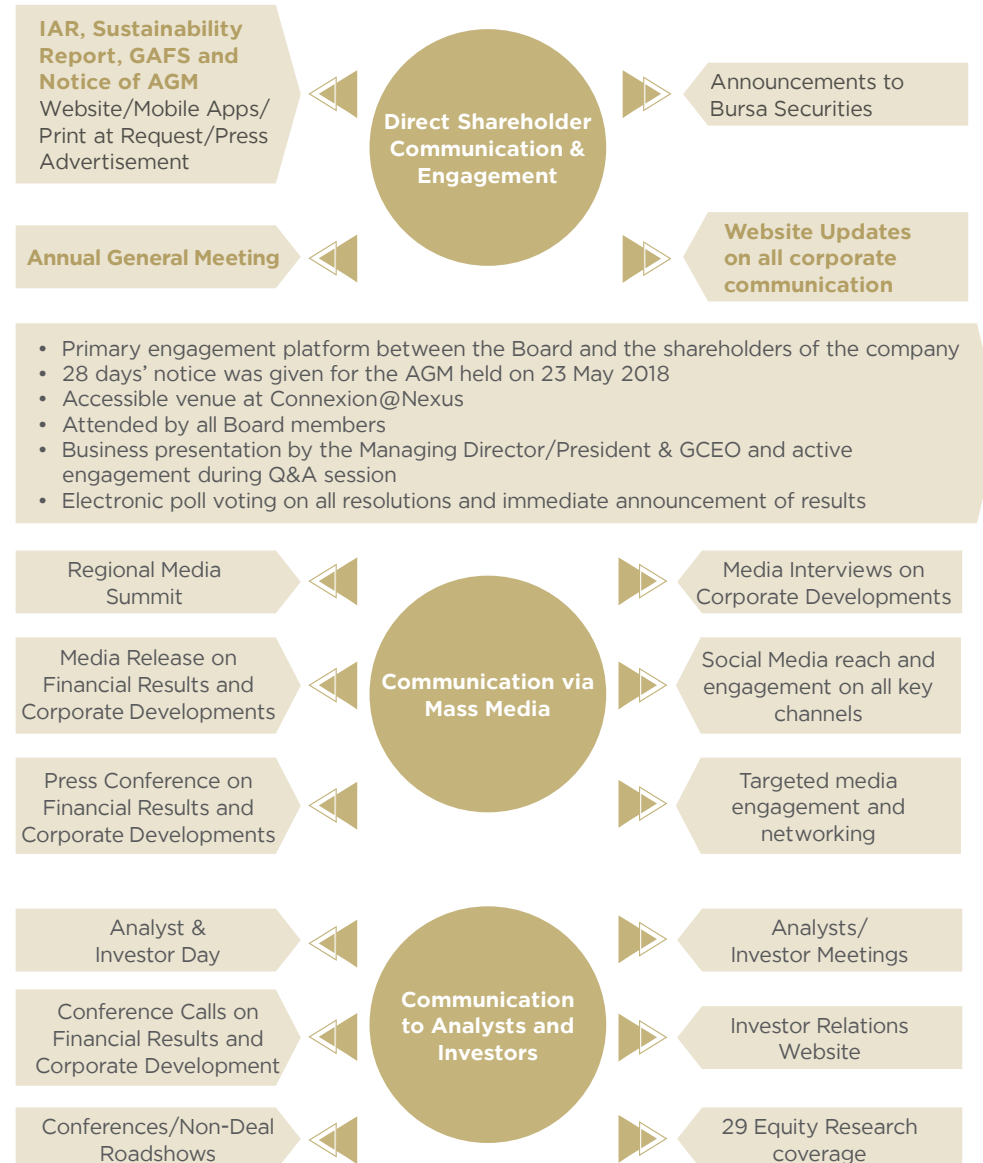 IAR, Sustainability
Report, GAFS and
Notice of AGM
Website/Mobile Apps/
Print at Request/Press
Advertisement
Direct Shareholder
Communication &
Engagement
Announcements to
Bursa Securities
Annual General Meeting
Website Updates
on all corporate
communication
• Primary engagement platform between the Board and the shareholders of the company
• 28 days’ notice was given for the AGM held on 23 May 2018
• Accessible venue at Connexion@Nexus
• Attended by all Board members
• Business presentation by the Managing Director/President & GCEO and active
engagement during Q&A session
• Electronic poll voting on all resolutions and immediate announcement of results
Regional Media
Summit
Media Release on
Financial Results and
Corporate Developments
Press Conference on
Financial Results and
Corporate Developments
Communication via
Mass Media
Media Interviews on
Corporate Developments
Social Media reach and
engagement on all key
channels
Targeted media
engagement and
networking
Analyst &
Investor Day
Conference Calls on
Financial Results and
Corporate Development
Conferences/Non-Deal
Roadshows
Communication
to Analysts and
Investors
Analysts/
Investor Meetings
Investor Relations
Website
29 Equity Research
coverage